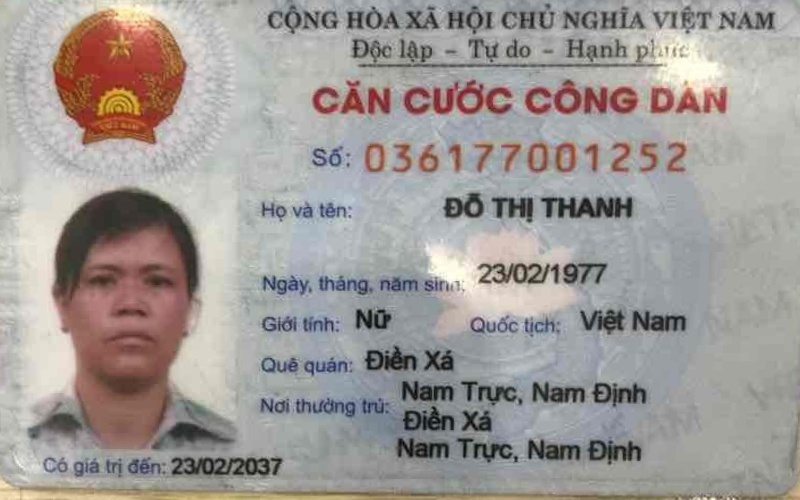 CỘNG HÒA XÃ HỘI CHỦ NGHĨA VIỆT NAM
Độc lập - Tự do - Hạnh phúc
CĂN CƯỚC CÔNG DÂN
Số: 036177001252
Họ và tên: ĐỖ THỊ THANH
Ngày, tháng, năm sinh: 23/02/1977
Giới tính: Nữ Quốc tịch: Việt Nam
Quê quán: Điền Xá
Nam Trực, Nam Định
Nơi thường trú: Điền Xá
Nam Trực, Nam Định
Có giá trị đến: 23/02/2037